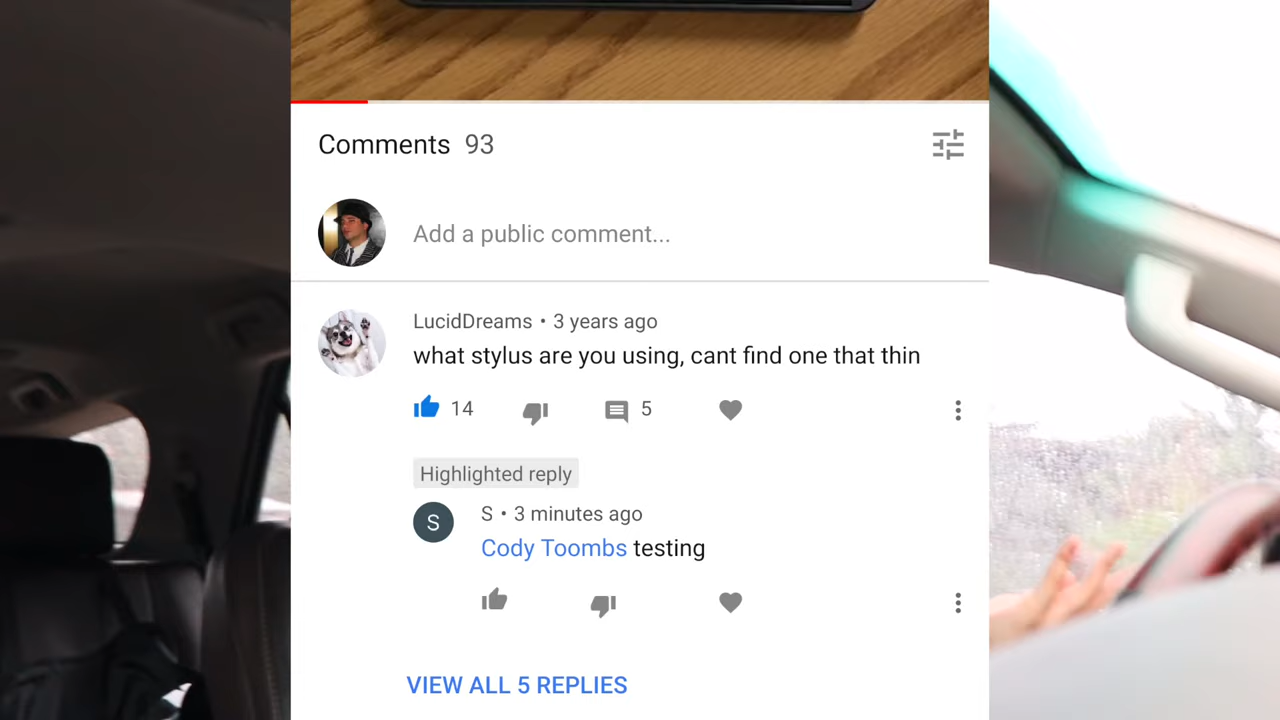 Comments 93
Add a public comment...
LucidDreams • 3 years ago
what stylus are you using, cant find one that thin
14 5
Highlighted reply
S
S • 3 minutes ago
Cody Toombs testing
VIEW ALL 5 REPLIES